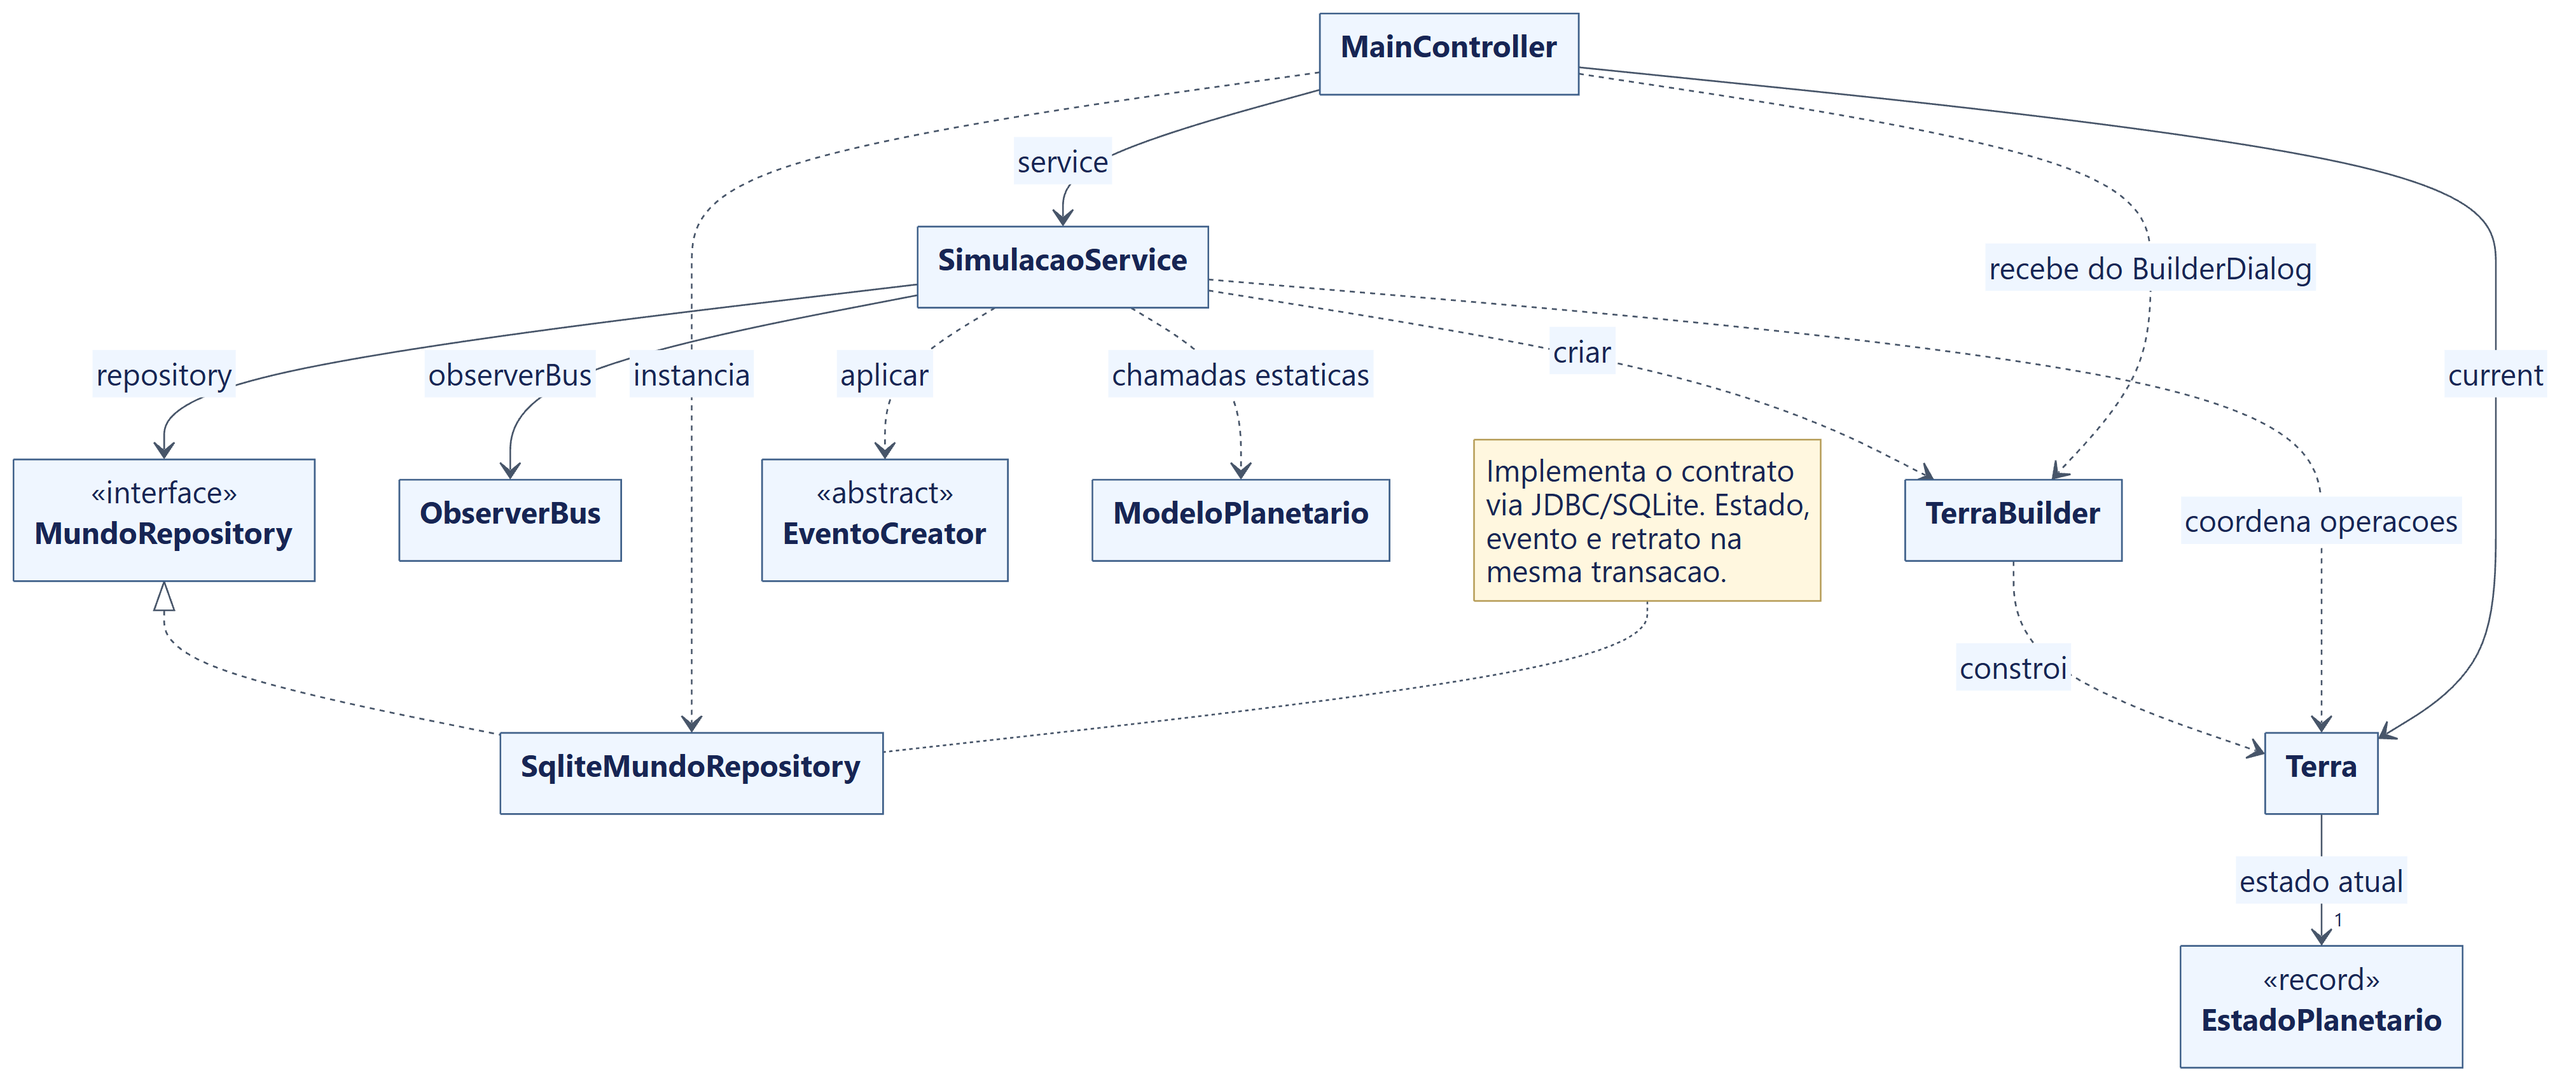 MainController
service
SimulacaoService
recebe do BuilderDialog
criar
repository
observerBus
instancia
aplicar
chamadas estaticas
current
«interface»
MundoRepository
ObserverBus
«abstract»
EventoCreator
ModeloPlanetario
Implementa o contrato
via JDBC/SQLite. Estado,
evento e retrato na
mesma transacao.
TerraBuilder
coordena operacoes
constroi
SqliteMundoRepository
Terra
estado atual
1
«record»
EstadoPlanetario